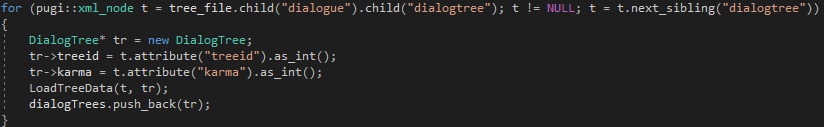 for (pugi::xml_node t = tree_file.child("dialogue").child("dialogtree"); t != NULL; t = t.next_sibling("dialogtree"))
{
DialogTree* tr = new DialogTree;
tr->treeid = t.attribute("treeid").as_int();
tr->karma = t.attribute("karma").as_int();
LoadTreeData(t, tr);
dialogTrees.push_back(tr);
}